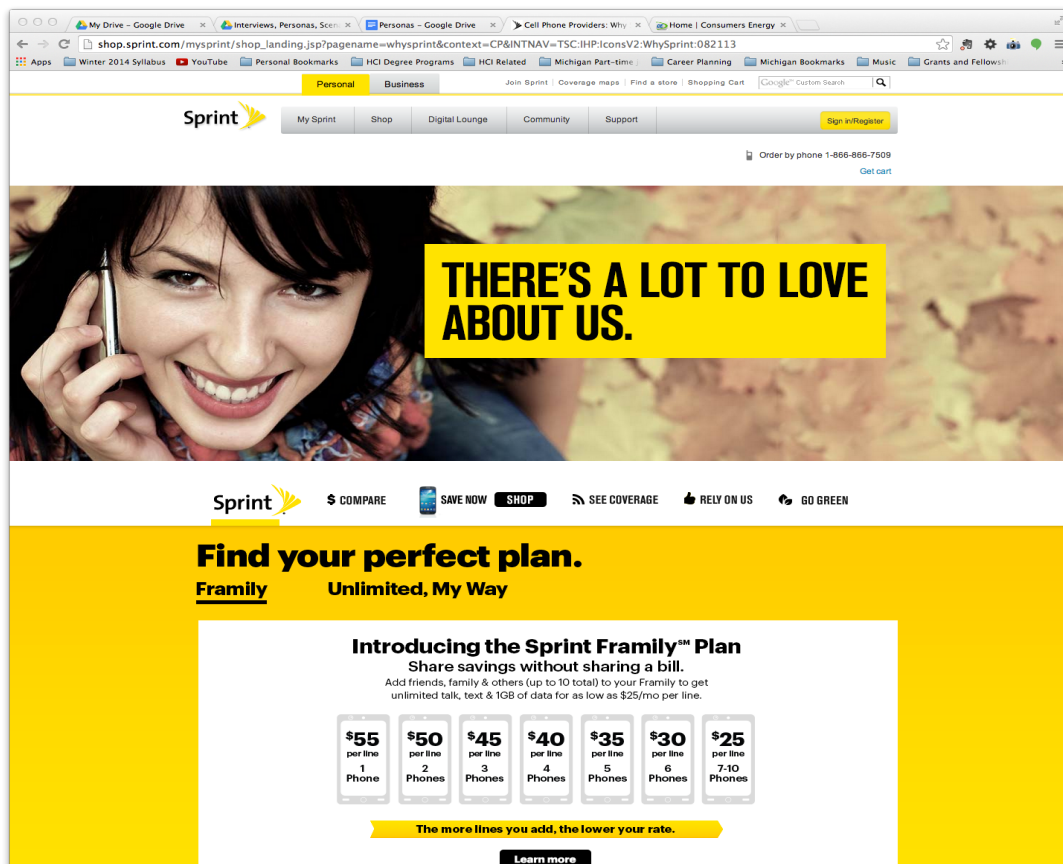 My Drive – Google Drive
Interviews, Personas, Scen
Personas – Google Drive
Cell Phone Providers: Why
Home | Consumers Energy
shop.sprint.com/mysprint/shop_landing.jsp?pagename=whysprint&context=CP&INTNAV=TSC:IHP:IconsV2:WhySprint:082113
Apps Winter 2014 Syllabus YouTube Personal Bookmarks HCI Degree Programs HCI Related Michigan Part-time Career Planning Michigan Bookmarks Music Grants and Fellowsh
Personal Business Join Sprint | Coverage maps | Find a store | Shopping Cart Google™ Custom Search
Sprint My Sprint Shop Digital Lounge Community Support Sign in/Register
Order by phone 1-866-866-7509
Get cart
THERE'S A LOT TO LOVE
ABOUT US.
Sprint $ COMPARE SAVE NOW SHOP SEE COVERAGE RELY ON US GO GREEN
Find your perfect plan.
Framily Unlimited, My Way
Introducing the Sprint Framily℠ Plan
Share savings without sharing a bill.
Add friends, family & others (up to 10 total) to your Framily to get
unlimited talk, text & 1GB of data for as low as $25/mo per line.
$55 $50 $45 $40 $35 $30 $25
per line per line per line per line per line per line per line
1 2 3 4 5 6 7-10
Phone Phones Phones Phones Phones Phones Phones
The more lines you add, the lower your rate.
Learn more